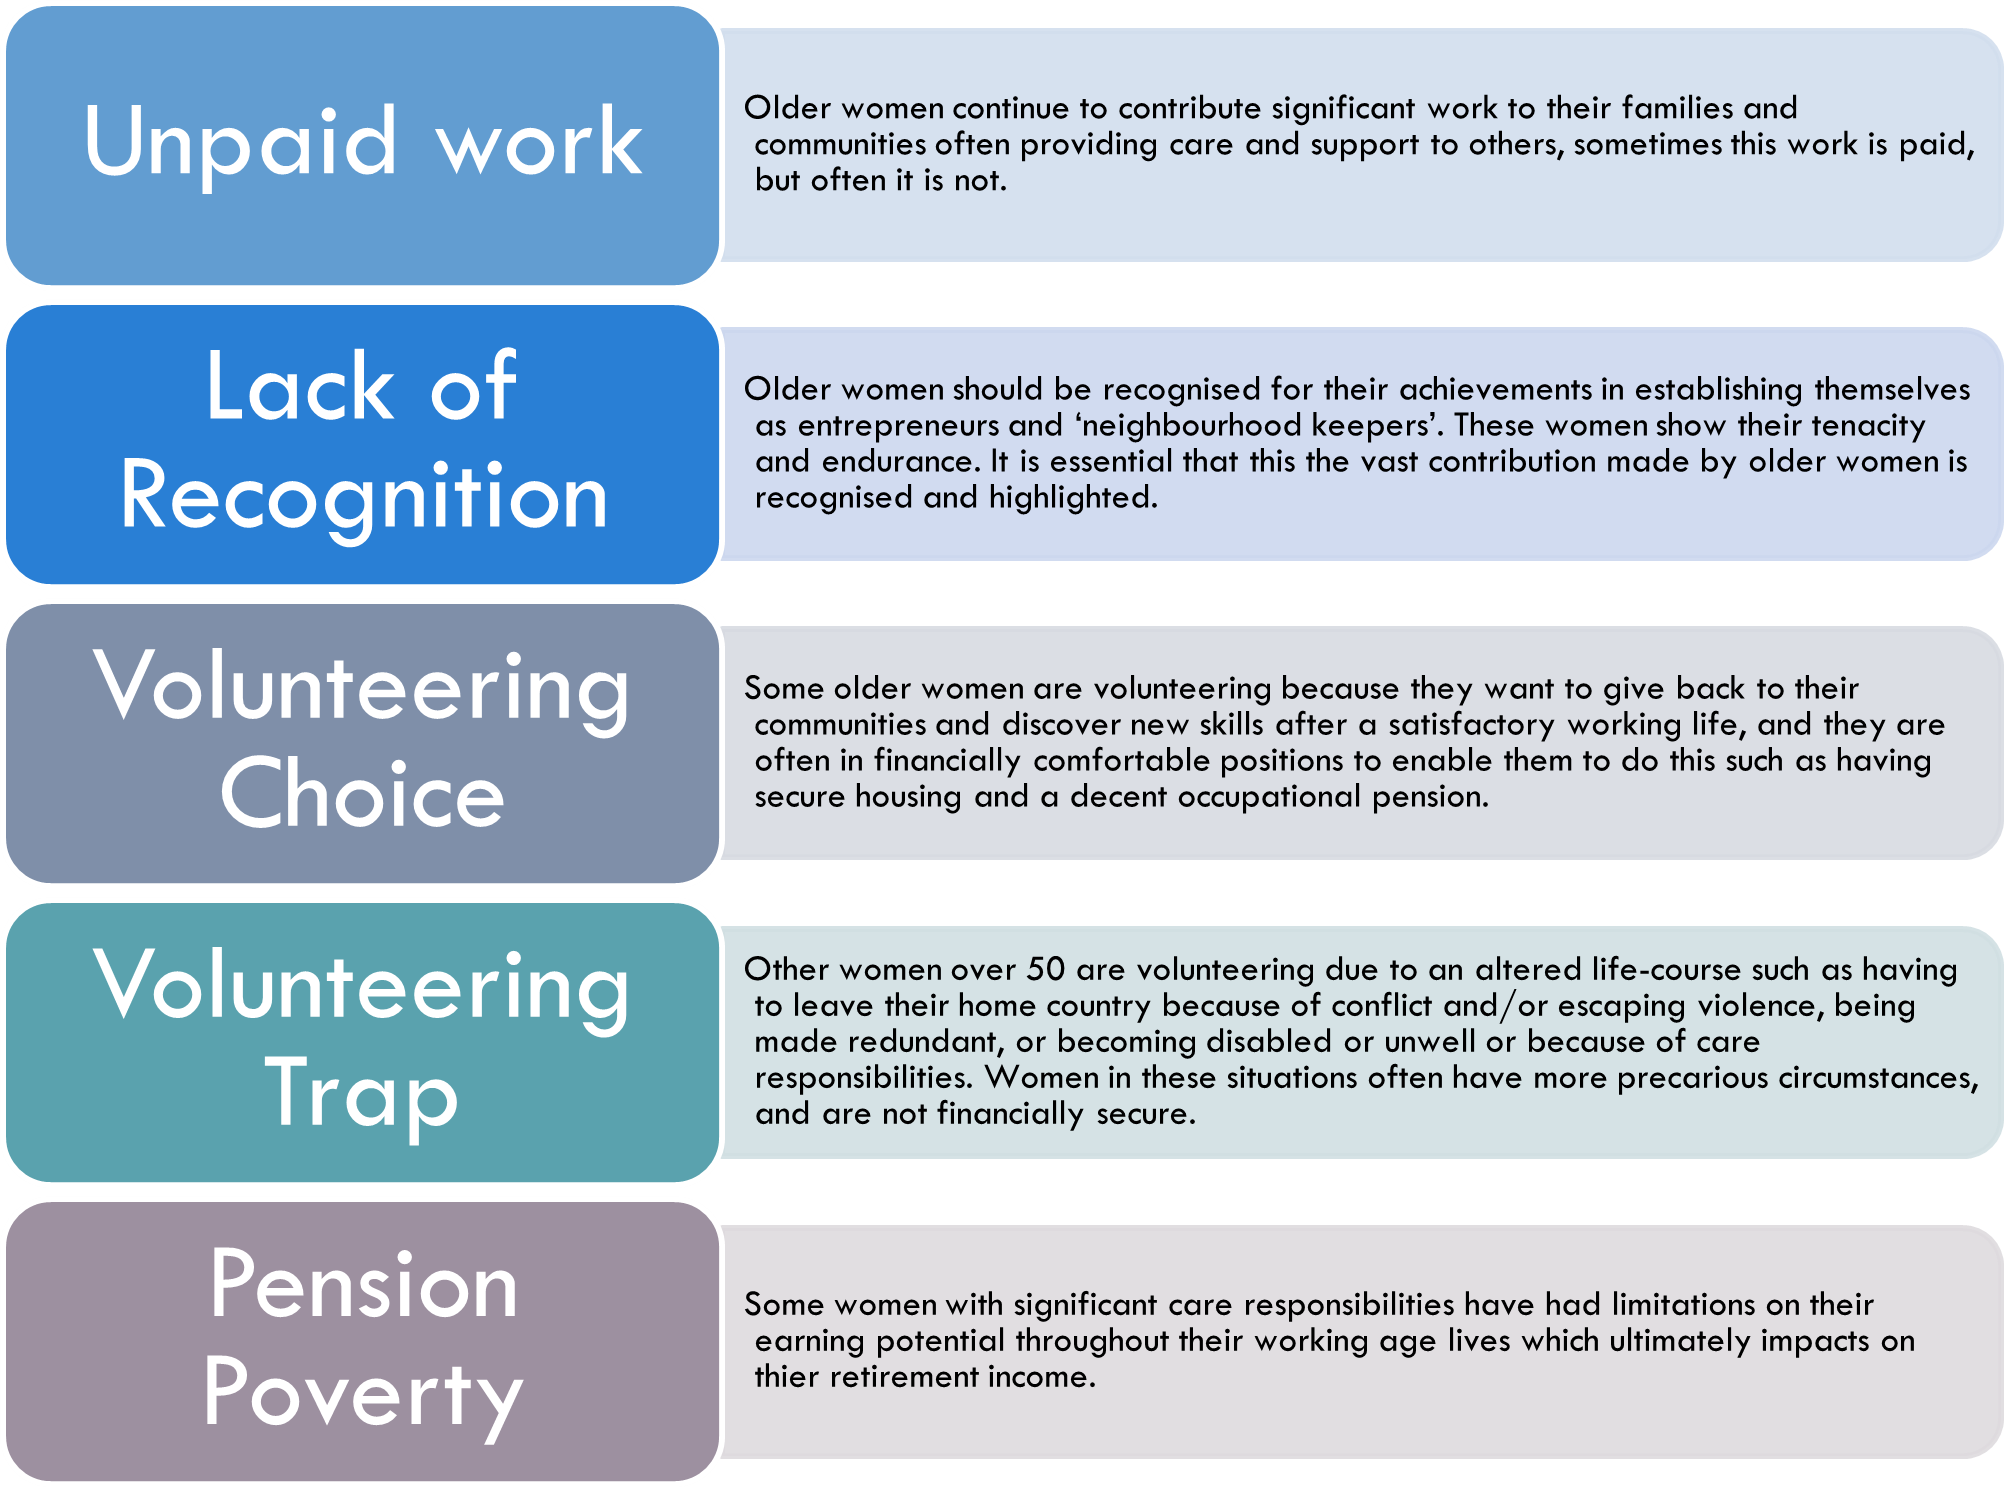 Unpaid work
Older women continue to contribute significant work to their families and
communities often providing care and support to others, sometimes this work is paid,
but often it is not.
Lack of
Recognition
Older women should be recognised for their achievements in establishing themselves
as entrepreneurs and ‘neighbourhood keepers’. These women show their tenacity
and endurance. It is essential that this the vast contribution made by older women is
recognised and highlighted.
Volunteering
Choice
Some older women are volunteering because they want to give back to their
communities and discover new skills after a satisfactory working life, and they are
often in financially comfortable positions to enable them to do this such as having
secure housing and a decent occupational pension.
Volunteering
Trap
Other women over 50 are volunteering due to an altered life-course such as having
to leave their home country because of conflict and/or escaping violence, being
made redundant, or becoming disabled or unwell or because of care
responsibilities. Women in these situations often have more precarious circumstances,
and are not financially secure.
Pension
Poverty
Some women with significant care responsibilities have had limitations on their
earning potential throughout their working age lives which ultimately impacts on
thier retirement income.